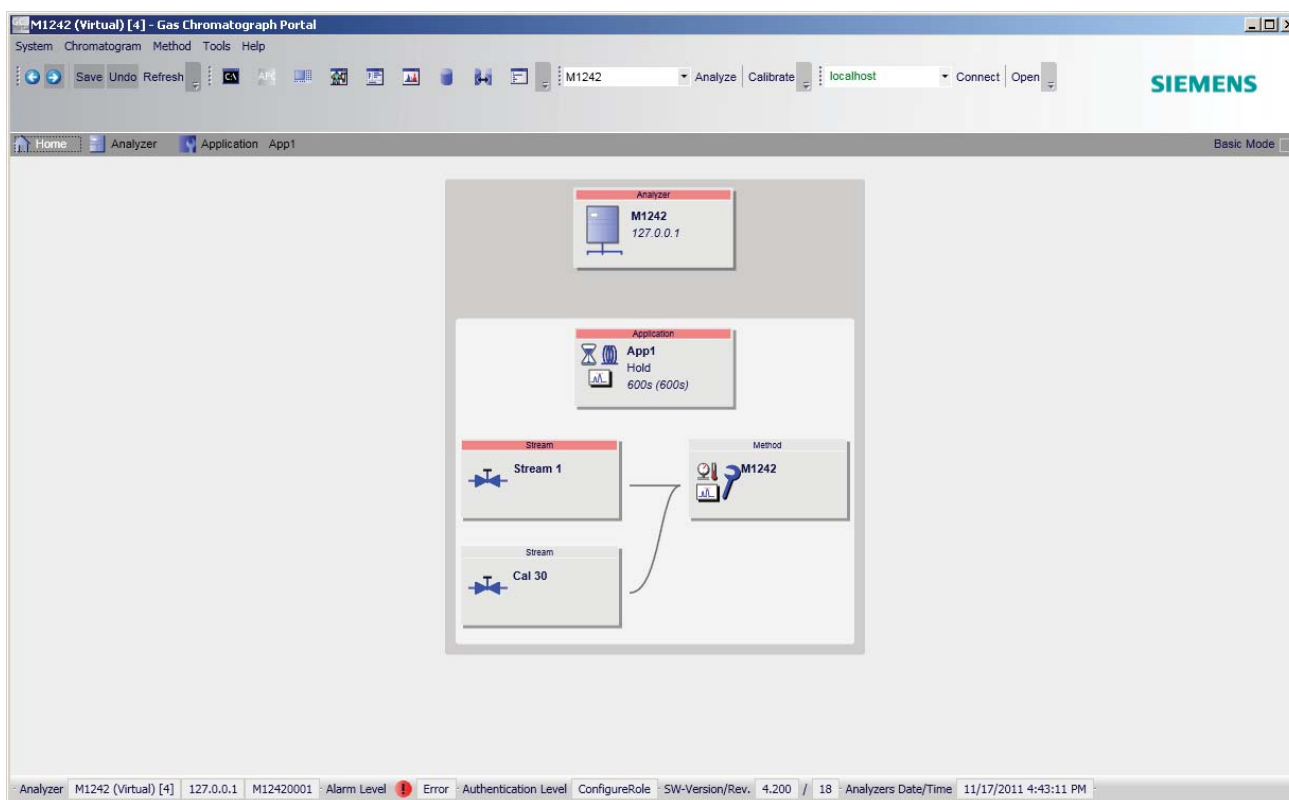 M1242 (Virtual) [4] - Gas Chromatograph Portal
System Chromatogram Method Tools Help
Save Undo Refresh M1242 Analyze Calibrate localhost Connect Open
SIEMENS
Home Analyzer Application App1 Basic Mode
Analyzer
M1242
127.0.0.1
Application
App1
Hold
600s (600s)
Stream
Stream 1
Method
M1242
Stream
Cal 30
Analyzer M1242 (Virtual) [4] 127.0.0.1 M12420001 Alarm Level Error Authentication Level ConfigureRole SW-Version/Rev. 4.200 / 18 Analyzers Date/Time 11/17/2011 4:43:11 PM